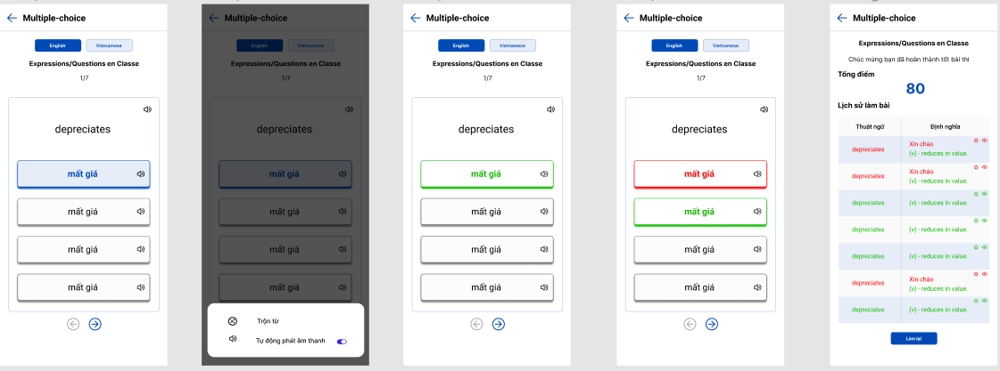 Multiple-choice
English Vietnamese
Expressions/Questions en Classe
1/7
depreciates
mất giá
mất giá
mất giá
mất giá
Multiple-choice
English Vietnamese
Expressions/Questions en Classe
1/7
depreciates
mất giá
mất giá
mất giá
mất giá
Trộn từ
Tự động phát âm thanh
Multiple-choice
English Vietnamese
Expressions/Questions en Classe
1/7
depreciates
mất giá
mất giá
mất giá
mất giá
Multiple-choice
English Vietnamese
Expressions/Questions en Classe
1/7
depreciates
mất giá
mất giá
mất giá
mất giá
Multiple-choice
Expressions/Questions en Classe
Chúc mừng bạn đã hoàn thành tốt bài thi
Tổng điểm
80
Lịch sử làm bài
Thuật ngữ Định nghĩa
depreciates Xin chào
(v) - reduces in value.
depreciates Xin chào
(v) - reduces in value.
depreciates (v) - reduces in value.
depreciates (v) - reduces in value.
depreciates (v) - reduces in value.
depreciates Xin chào
(v) - reduces in value.
depreciates (v) - reduces in value.
Làm lại